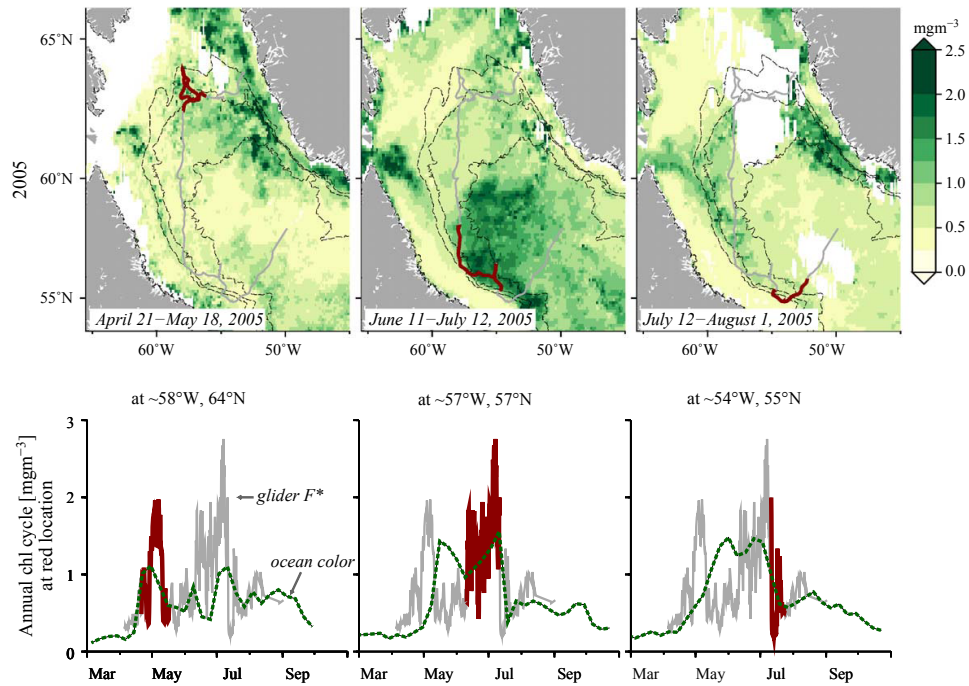 mgm⁻³
65°N
60°N
55°N
2005
April 21−May 18, 2005
June 11−July 12, 2005
July 12−August 1, 2005
60°W
50°W
60°W
50°W
60°W
50°W
2.5
2.0
1.5
1.0
0.5
0.0
at ~58°W, 64°N
at ~57°W, 57°N
at ~54°W, 55°N
Annual chl cycle [mgm⁻³]
at red location
3
2
1
0
glider F*
ocean color
Mar May Jul Sep
Mar May Jul Sep
Mar May Jul Sep